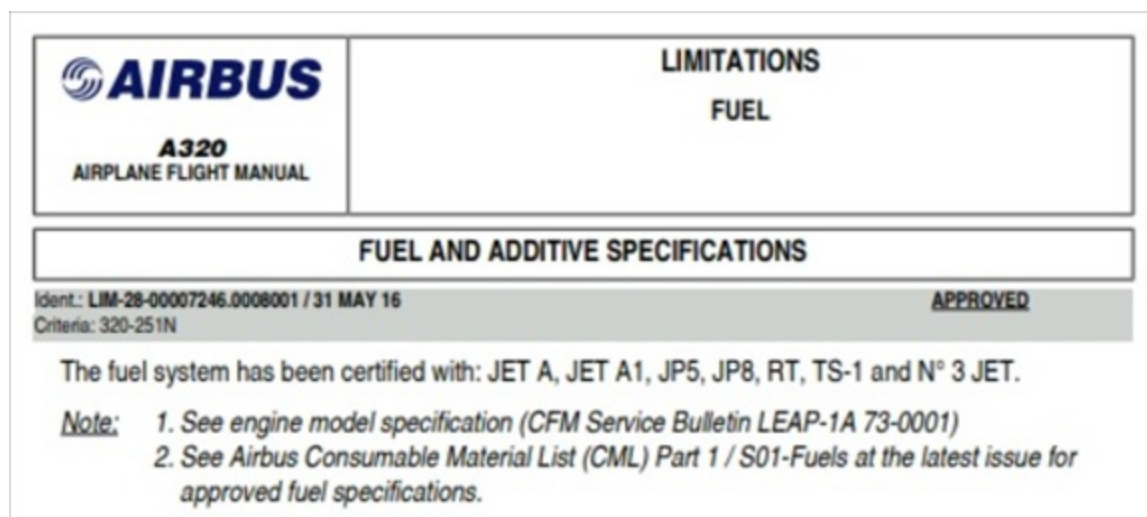 AIRBUS
A320
AIRPLANE FLIGHT MANUAL
LIMITATIONS
FUEL
FUEL AND ADDITIVE SPECIFICATIONS
Ident.: LIM-28-00007246.0008001 / 31 MAY 16 APPROVED
Criteria: 320-251N
The fuel system has been certified with: JET A, JET A1, JP5, JP8, RT, TS-1 and N° 3 JET.
Note: 1. See engine model specification (CFM Service Bulletin LEAP-1A 73-0001)
2. See Airbus Consumable Material List (CML) Part 1 / S01-Fuels at the latest issue for
approved fuel specifications.